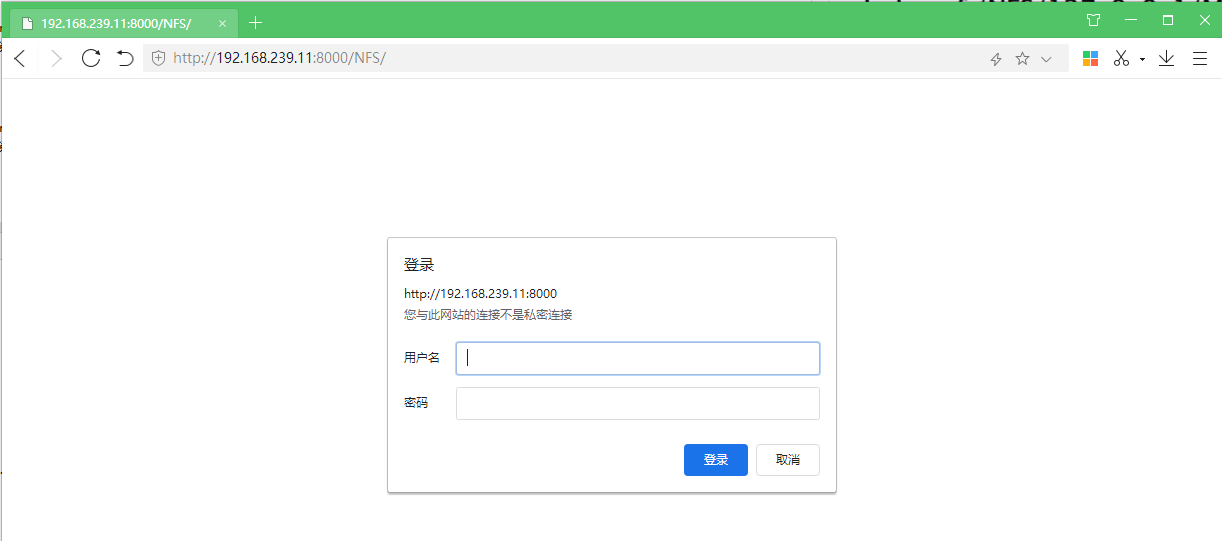 192.168.239.11:8000/NFS/
http://192.168.239.11:8000/NFS/
登录
http://192.168.239.11:8000
您与此网站的连接不是私密连接
用户名
密码
登录 取消